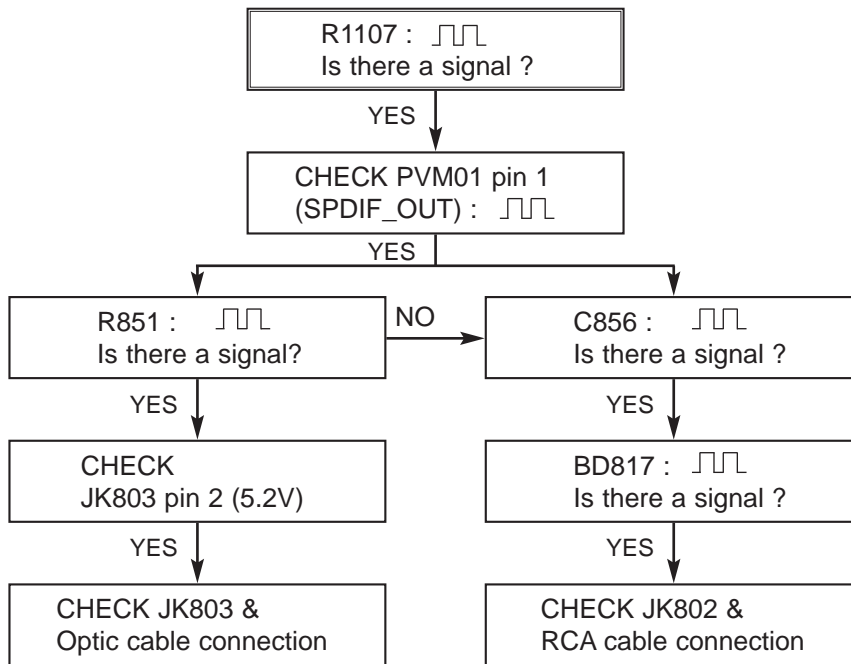 R1107 :
Is there a signal ?
YES
CHECK PVM01 pin 1
(SPDIF_OUT) :
YES
R851 :
Is there a signal?
NO
C856 :
Is there a signal ?
YES
YES
CHECK
JK803 pin 2 (5.2V)
BD817 :
Is there a signal ?
YES
YES
CHECK JK803 &
Optic cable connection
CHECK JK802 &
RCA cable connection